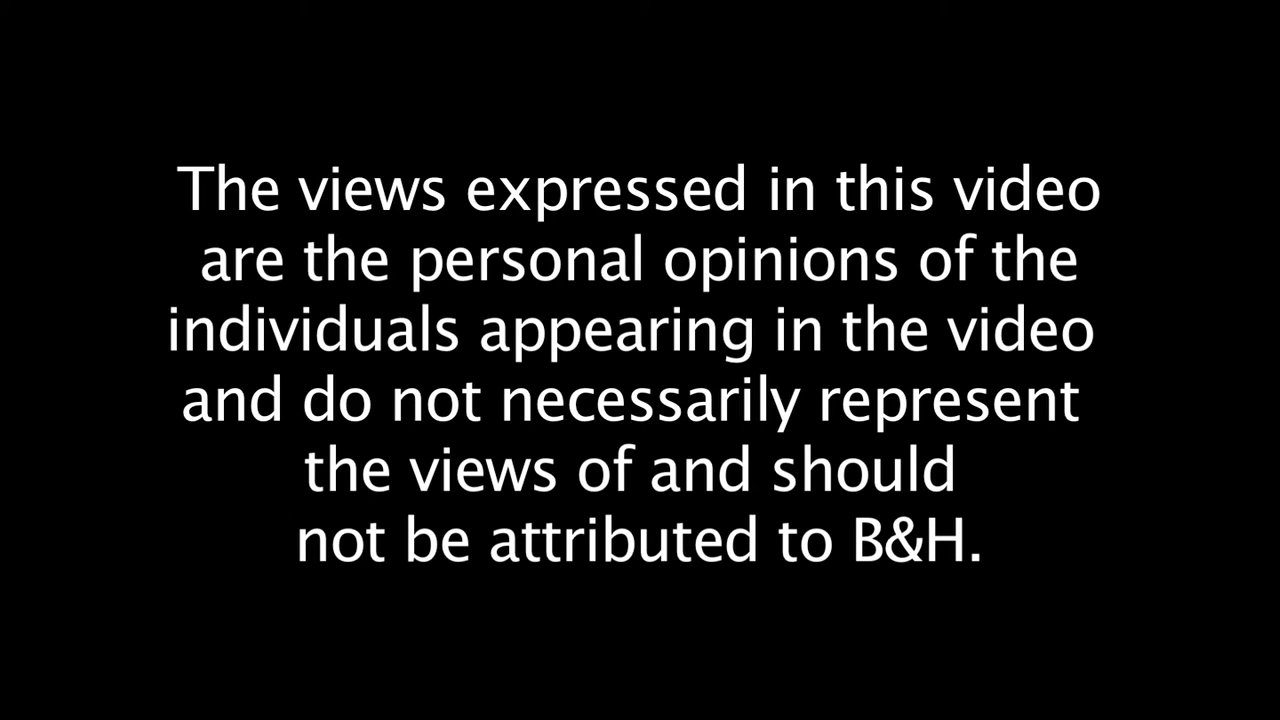 The views expressed in this video
are the personal opinions of the
individuals appearing in the video
and do not necessarily represent
the views of and should
not be attributed to B&H.